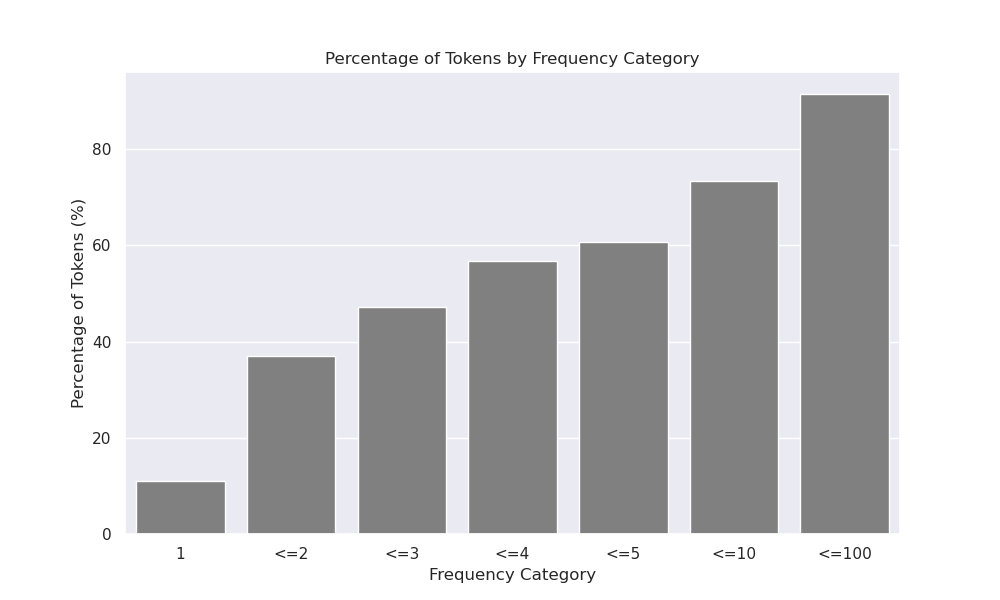 Percentage of Tokens by Frequency Category
Percentage of Tokens (%)
80
60
40
20
0
1 <=2 <=3 <=4 <=5 <=10 <=100
Frequency Category